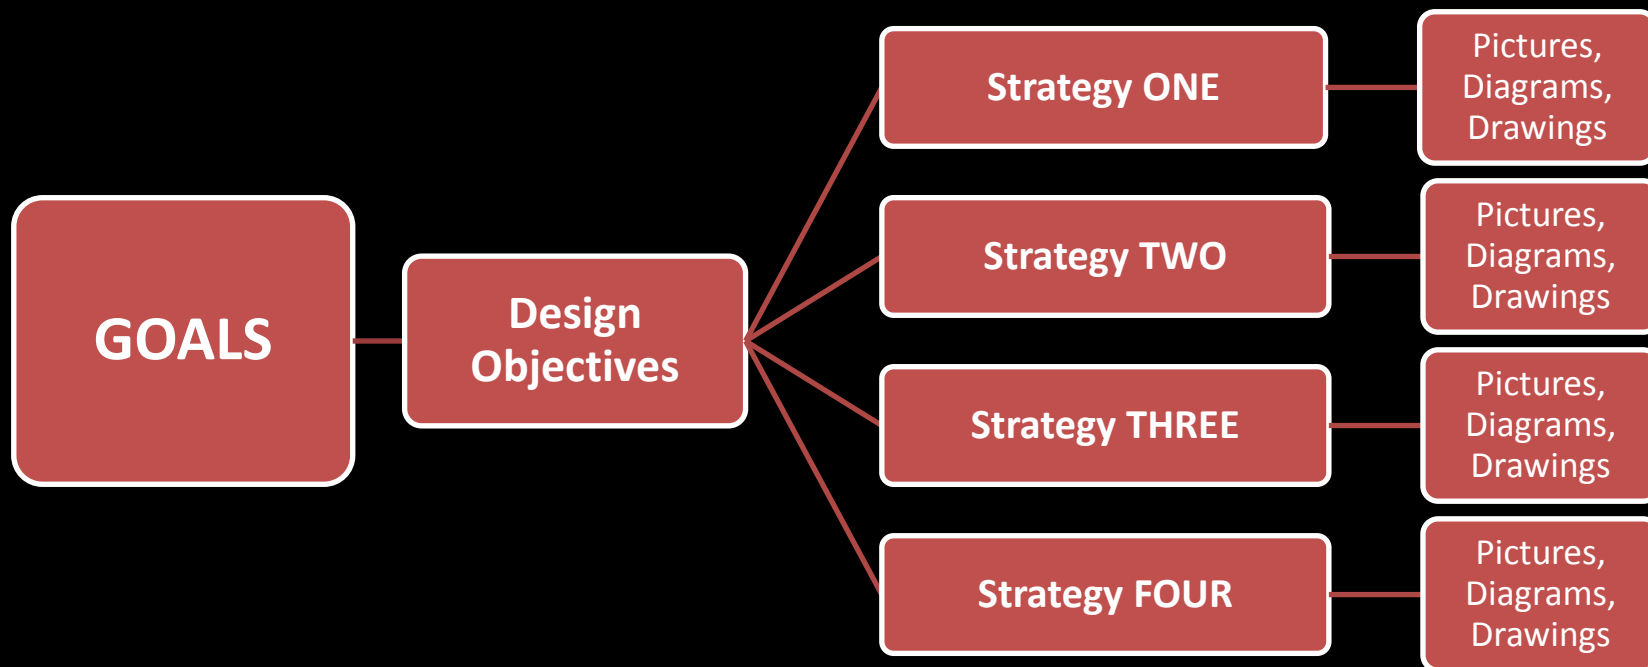 GOALS
Design
Objectives
Strategy ONE
Pictures,
Diagrams,
Drawings
Strategy TWO
Pictures,
Diagrams,
Drawings
Strategy THREE
Pictures,
Diagrams,
Drawings
Strategy FOUR
Pictures,
Diagrams,
Drawings